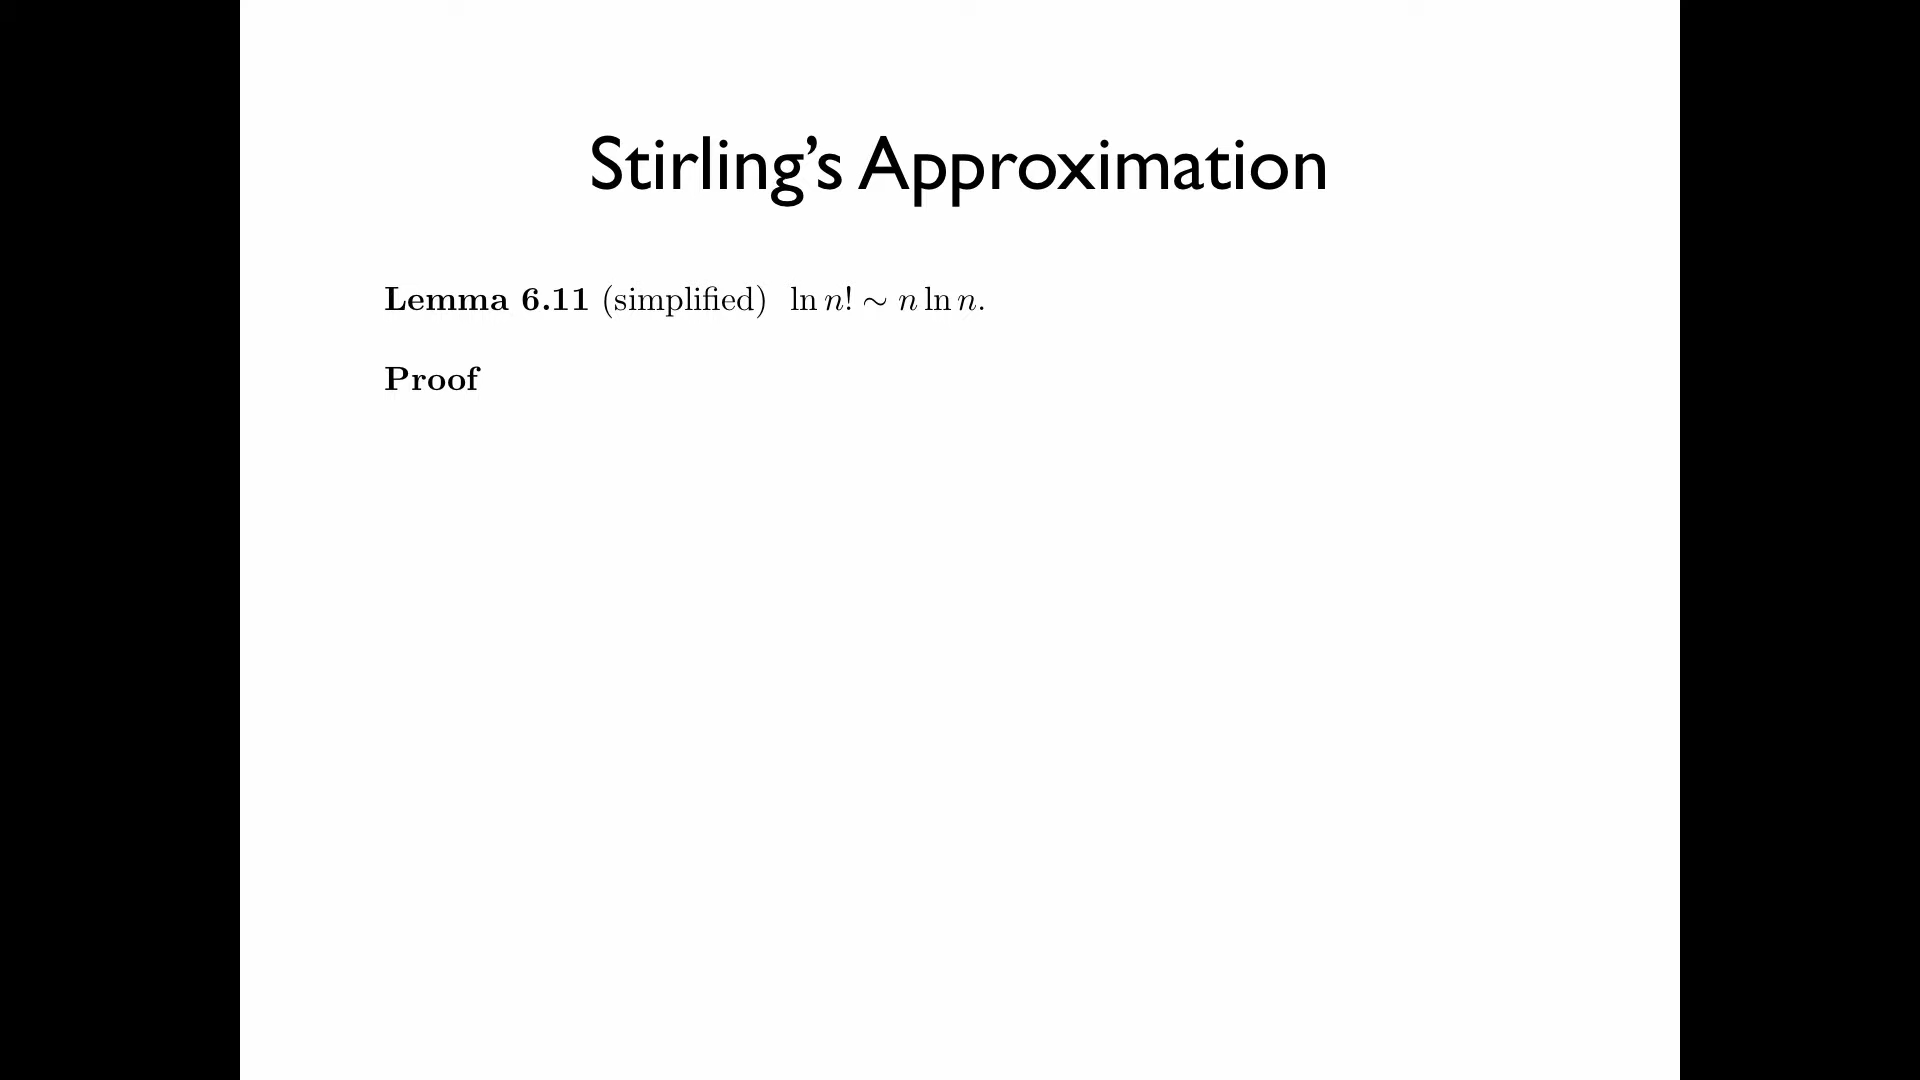 Stirling’s Approximation
Lemma 6.11 (simplified) ln n! ∼ n ln n.
Proof